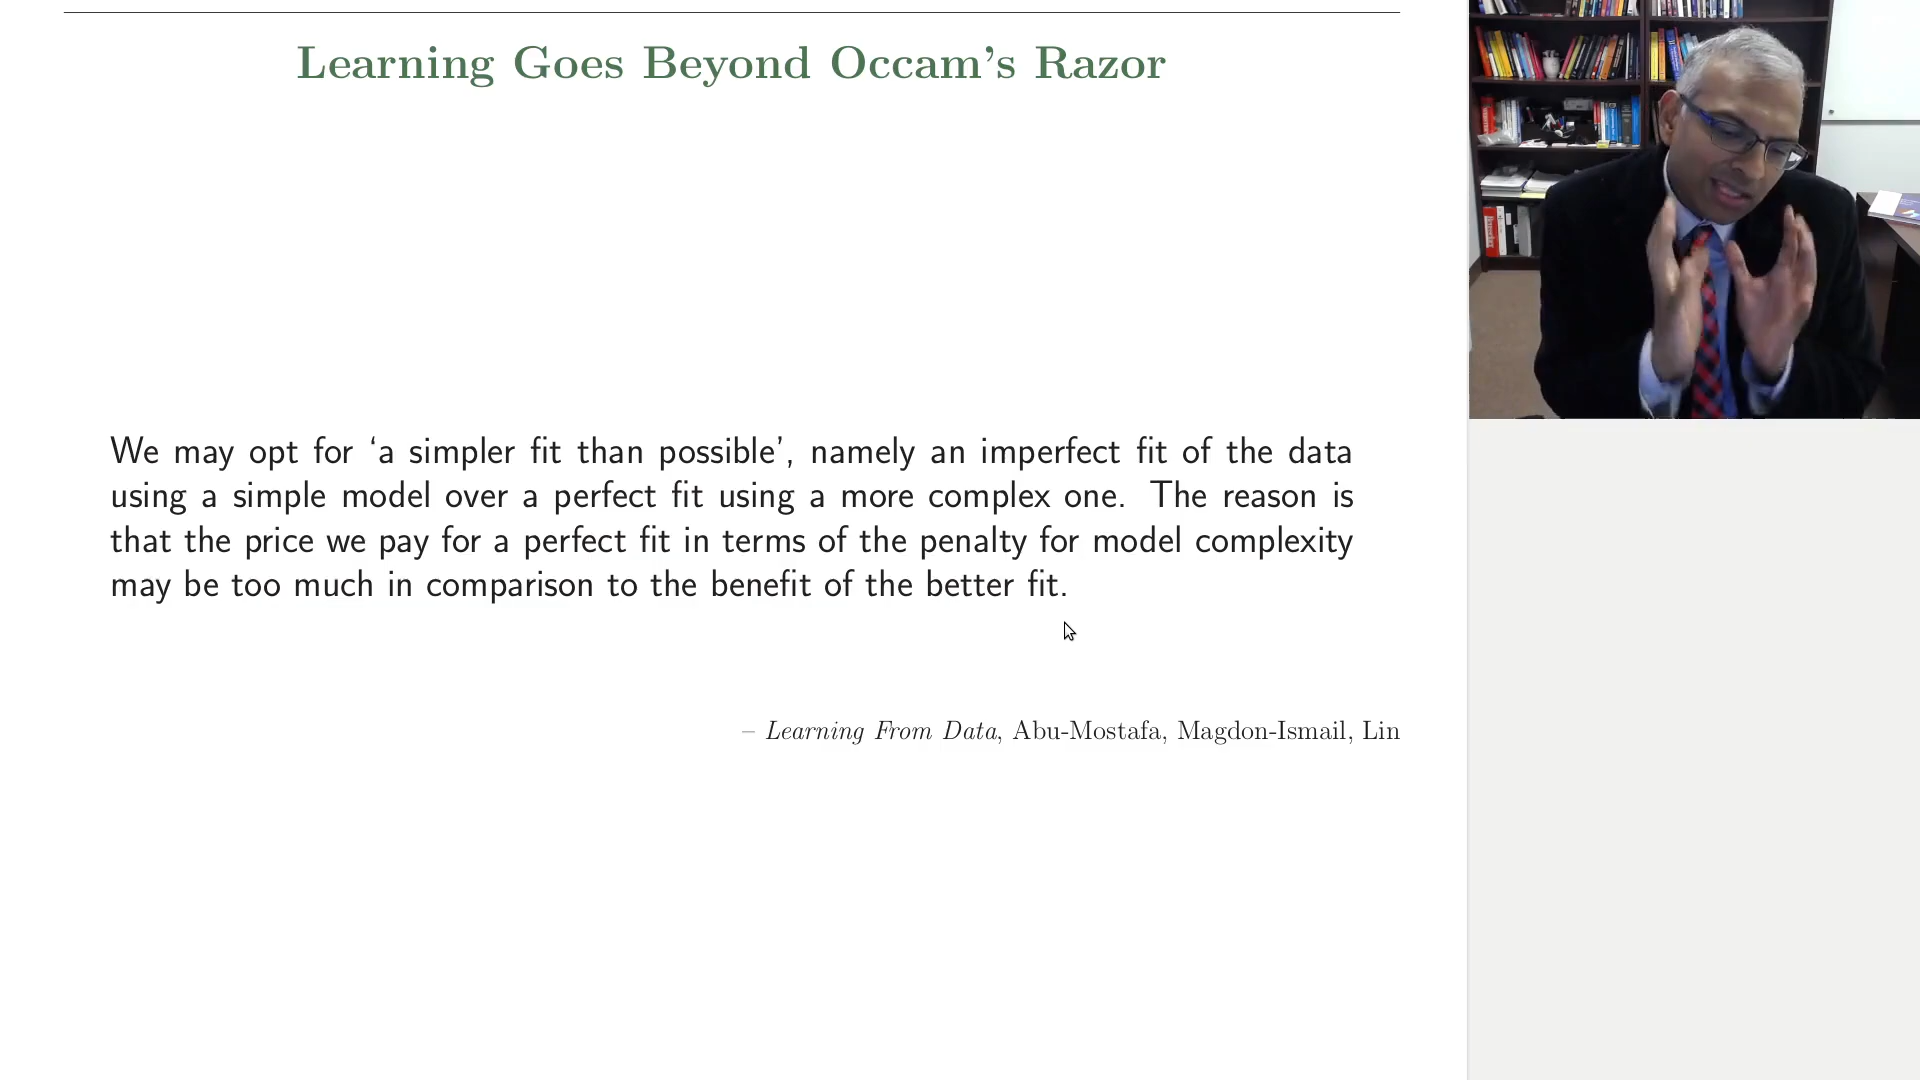 Learning Goes Beyond Occam's Razor
We may opt for ‘a simpler fit than possible’, namely an imperfect fit of the data
using a simple model over a perfect fit using a more complex one. The reason is
that the price we pay for a perfect fit in terms of the penalty for model complexity
may be too much in comparison to the benefit of the better fit.
– Learning From Data, Abu-Mostafa, Magdon-Ismail, Lin